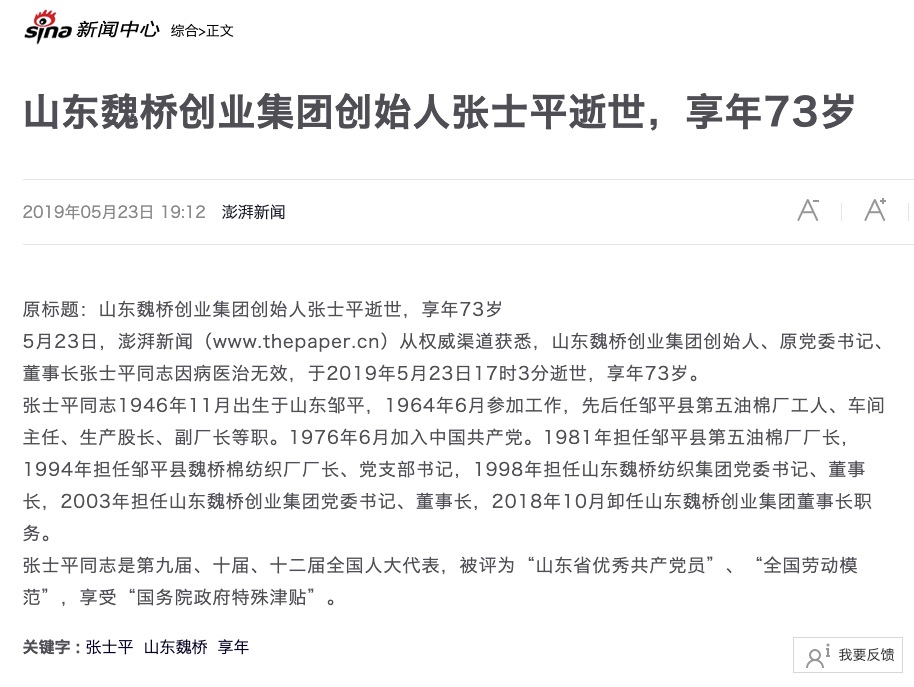 sina 新闻中心 综合>正文
山东魏桥创业集团创始人张士平逝世，享年73岁
2019年05月23日 19:12 澎湃新闻
A- A+
原标题：山东魏桥创业集团创始人张士平逝世，享年73岁
5月23日，澎湃新闻（www.thepaper.cn）从权威渠道获悉，山东魏桥创业集团创始人、原党委书记、
董事长张士平同志因病医治无效，于2019年5月23日17时3分逝世，享年73岁。
张士平同志1946年11月出生于山东邹平，1964年6月参加工作，先后任邹平县第五油棉厂工人、车间
主任、生产股长、副厂长等职。1976年6月加入中国共产党。1981年担任邹平县第五油棉厂厂长，
1994年担任邹平县魏桥棉纺织厂厂长、党支部书记，1998年担任山东魏桥纺织集团党委书记、董事
长，2003年担任山东魏桥创业集团党委书记、董事长，2018年10月卸任山东魏桥创业集团董事长职
务。
张士平同志是第九届、十届、十二届全国人大代表，被评为“山东省优秀共产党员”、“全国劳动模
范”，享受“国务院政府特殊津贴”。
关键字 : 张士平 山东魏桥 享年
我要反馈